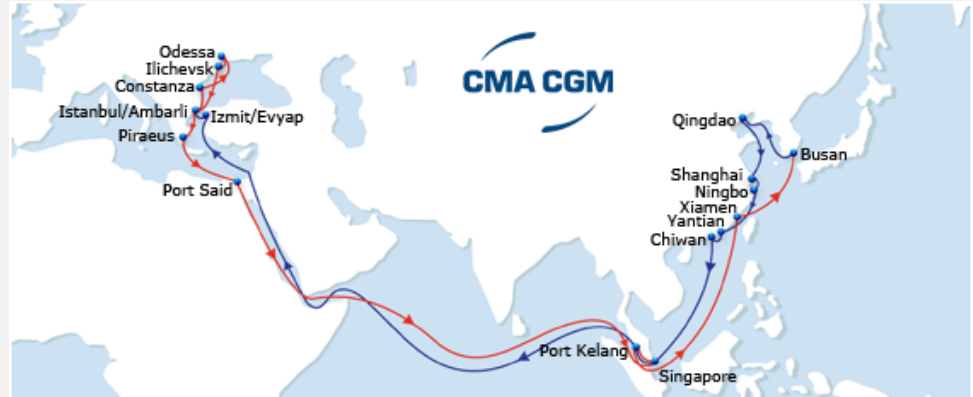 Odessa
Ilichevsk
Constanza
Istanbul/Ambarli
Izmit/Evyap
Piraeus
Port Said
CMA CGM
Qingdao
Busan
Shanghai
Ningbo
Xiamen
Yantian
Chiwan
Port Kelang
Singapore